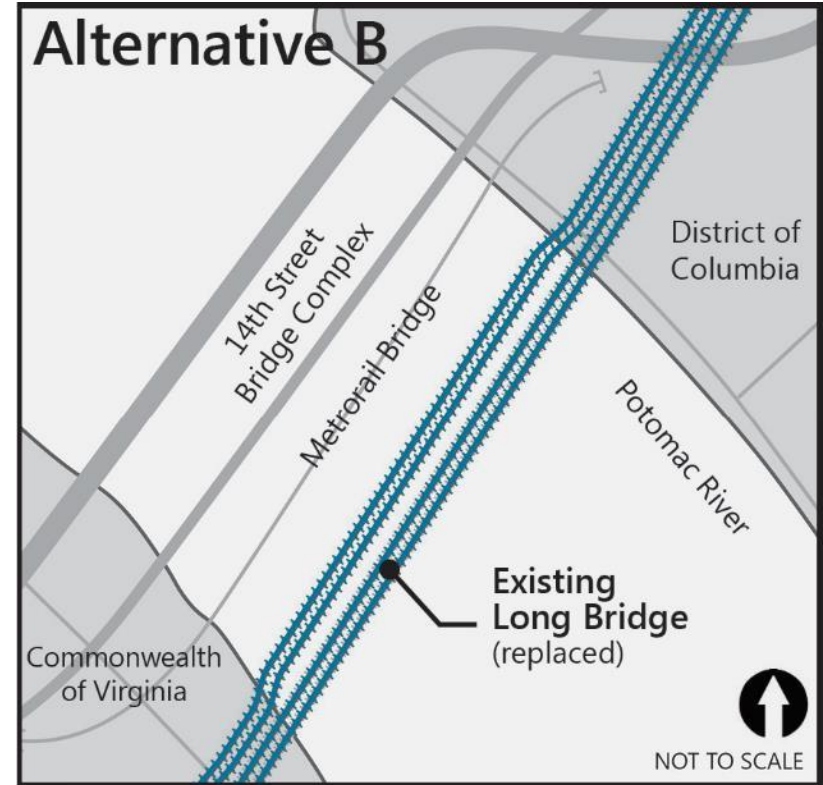 Alternative B
14th Street
Bridge Complex
Metrorail Bridge
District of
Columbia
Potomac River
Existing
Long Bridge
(replaced)
Commonwealth
of Virginia
NOT TO SCALE